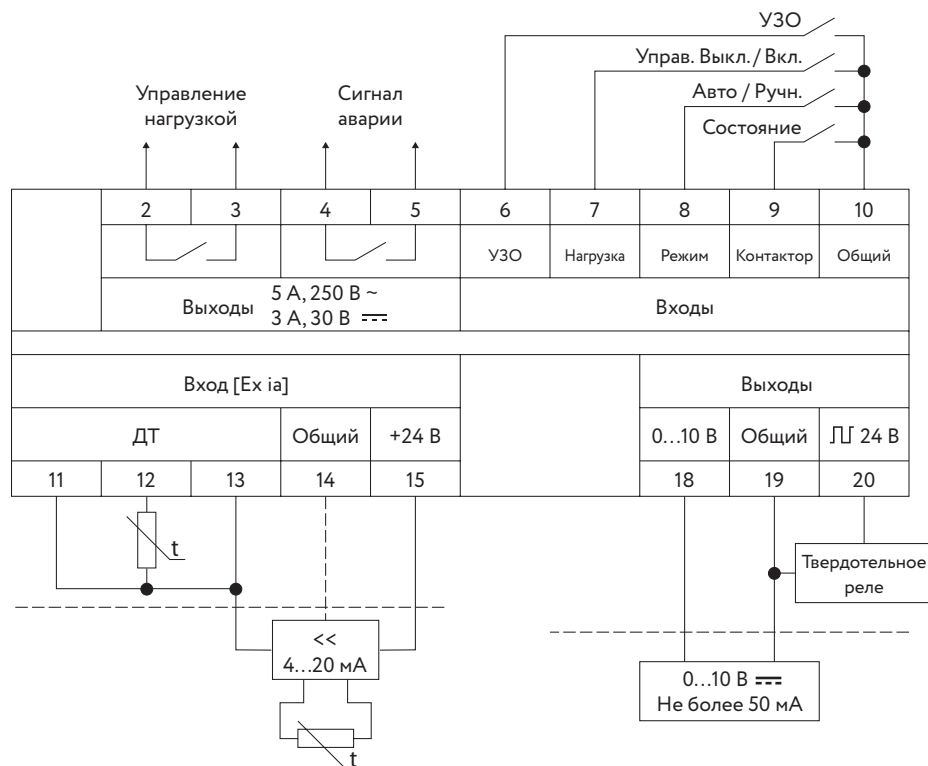 УЗО
Управ. Выкл. / Вкл.
Авто / Ручн.
Состояние
Управление
нагрузкой
Сигнал
аварии
2 3 4 5 6 7 8 9 10
УЗО Нагрузка Режим Контактор Общий
Выходы 5 А, 250 В ~
3 А, 30 В
Входы
Вход [Ex ia]
Выходы
ДТ Общий +24 В
0...10 В Общий 24 В
11 12 13 14 15 18 19 20
t
Твердотельное
реле
<<
4...20 мА
t
0...10 В
Не более 50 мА